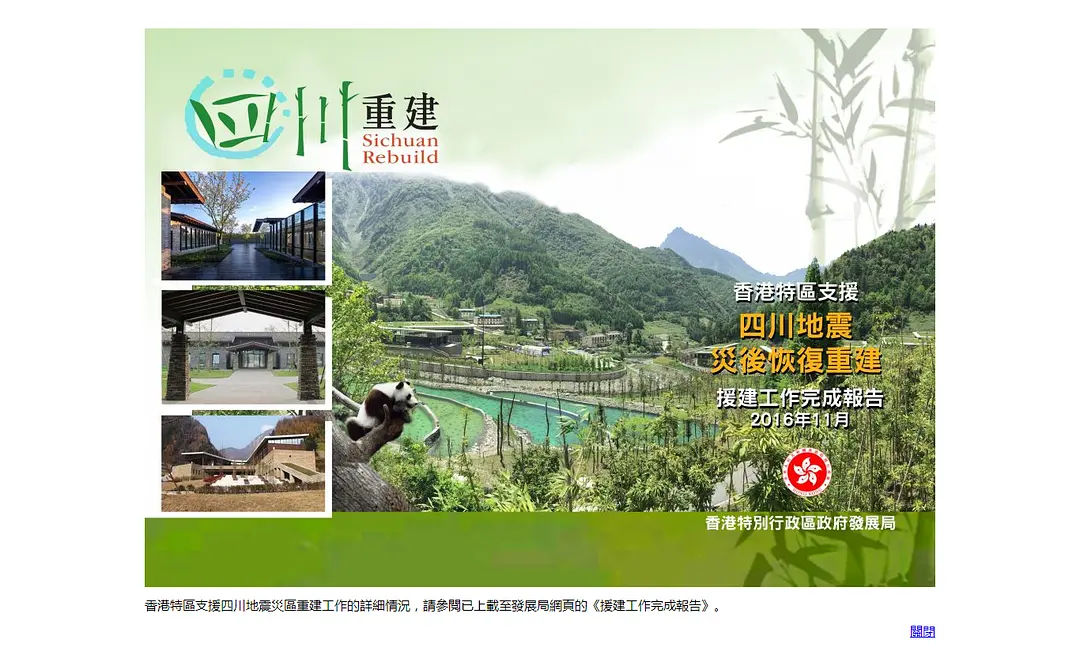 四川重建
Sichuan
Rebuild
香港特區支援
四川地震
災後恢復重建
援建工作完成報告
2016年11月
香港特別行政區政府發展局
香港特區支援四川地震災區重建工作的詳細情況，請參閱已上載至發展局網頁的《援建工作完成報告》。
關閉